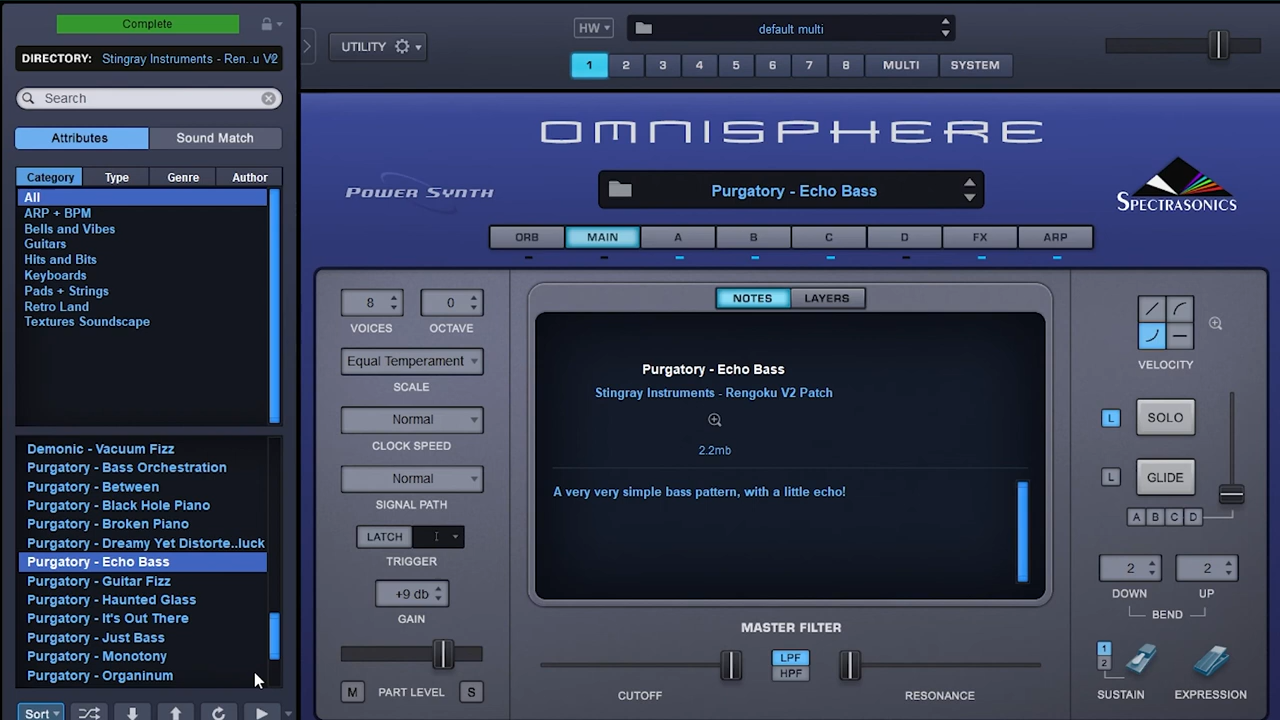 Complete
DIRECTORY: Stingray Instruments - Ren..u V2
Search
Attributes
Sound Match
Category
Type
Genre
Author
All
ARP + BPM
Bells and Vibes
Guitars
Hits and Bits
Keyboards
Pads + Strings
Retro Land
Textures Soundscape
Demonic - Vacuum Fizz
Purgatory - Bass Orchestration
Purgatory - Between
Purgatory - Black Hole Piano
Purgatory - Broken Piano
Purgatory - Dreamy Yet Distorte..luck
Purgatory - Echo Bass
Purgatory - Guitar Fizz
Purgatory - Haunted Glass
Purgatory - It's Out There
Purgatory - Just Bass
Purgatory - Monotony
Purgatory - Organinum
Sort
UTILITY
HW
default multi
1 2 3 4 5 6 7 8 MULTI SYSTEM
OMNISPHERE
POWER SYNTH
Purgatory - Echo Bass
SPECTRASONICS
ORB MAIN A B C D FX ARP
8
0
VOICES
OCTAVE
Equal Temperament
SCALE
Normal
CLOCK SPEED
Normal
SIGNAL PATH
LATCH
TRIGGER
+9 db
GAIN
M PART LEVEL S
NOTES
LAYERS
Purgatory - Echo Bass
Stingray Instruments - Rengoku V2 Patch
2.2mb
A very very simple bass pattern, with a little echo!
MASTER FILTER
LPF
HPF
CUTOFF
RESONANCE
VELOCITY
L SOLO
L GLIDE
A B C D
2
2
DOWN
UP
BEND
1
2
SUSTAIN
EXPRESSION